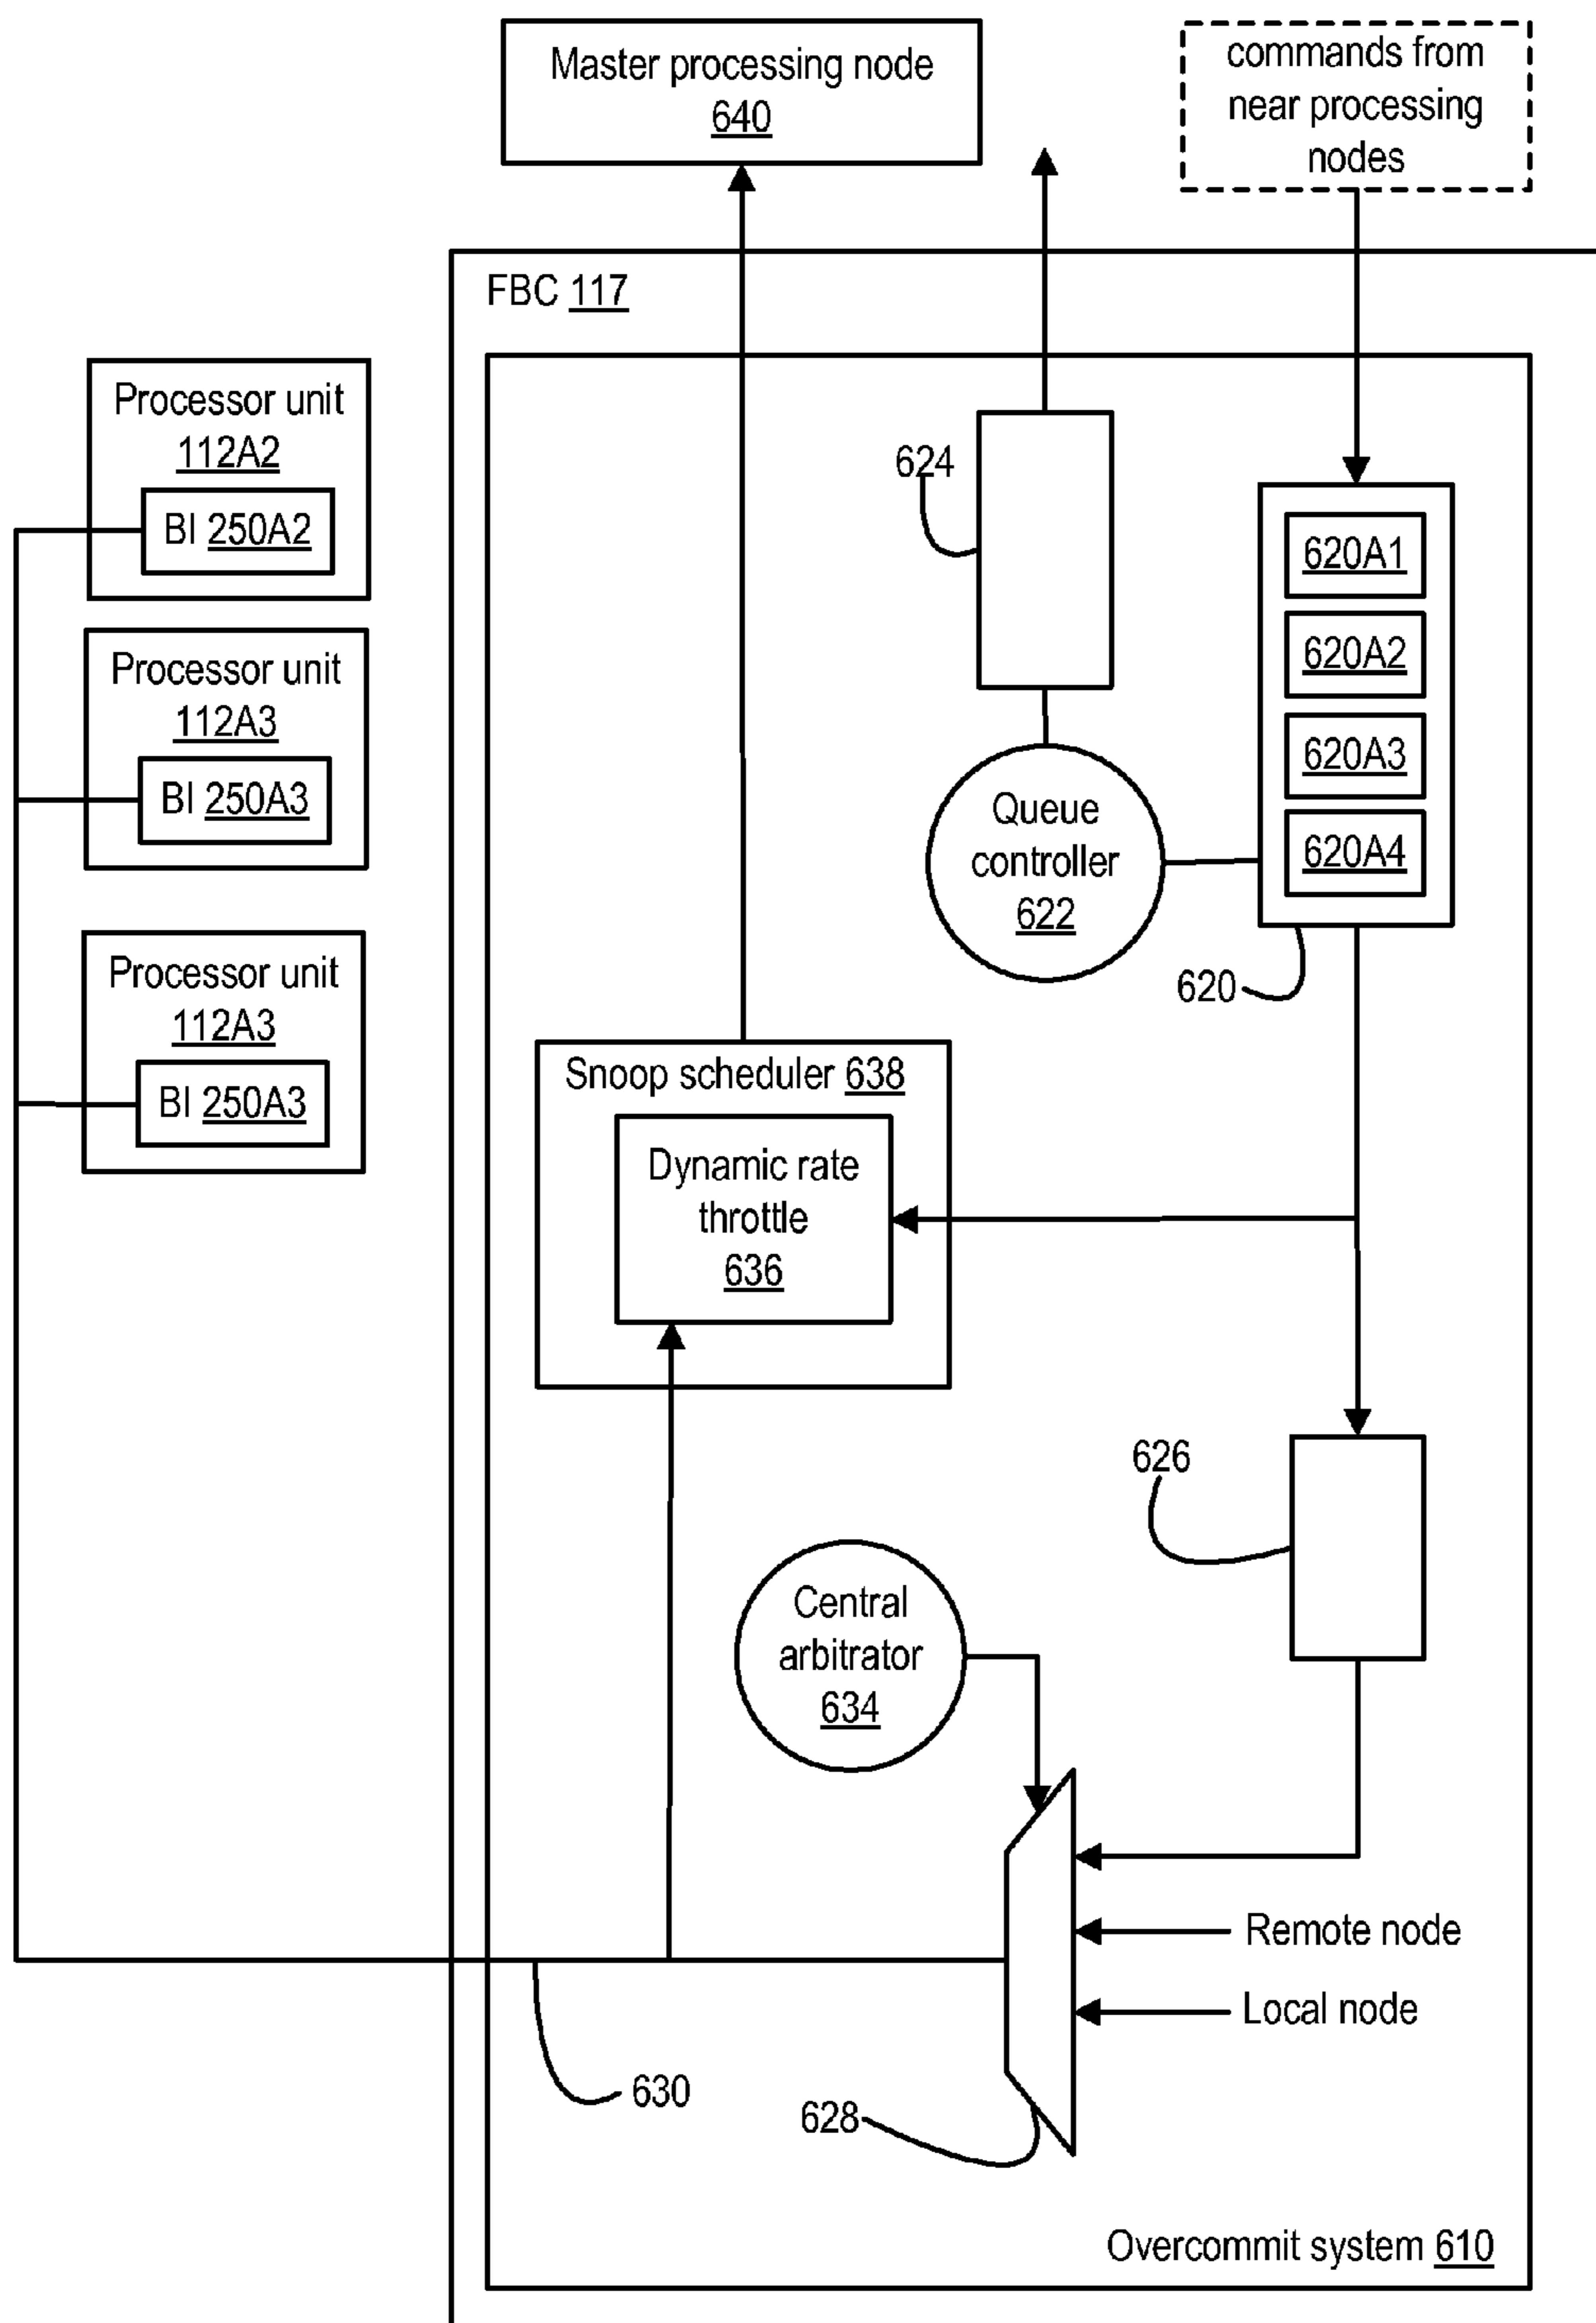 Master processing node
640
commands from
near processing
nodes
FBC 117
Processor unit
112A2
BI 250A2
Processor unit
112A3
BI 250A3
Processor unit
112A3
BI 250A3
624
620A1
620A2
620A3
620A4
Queue
controller
622
620
Snoop scheduler 638
Dynamic rate
throttle
636
626
Central
arbitrator
634
Remote node
Local node
630
628
Overcommit system 610